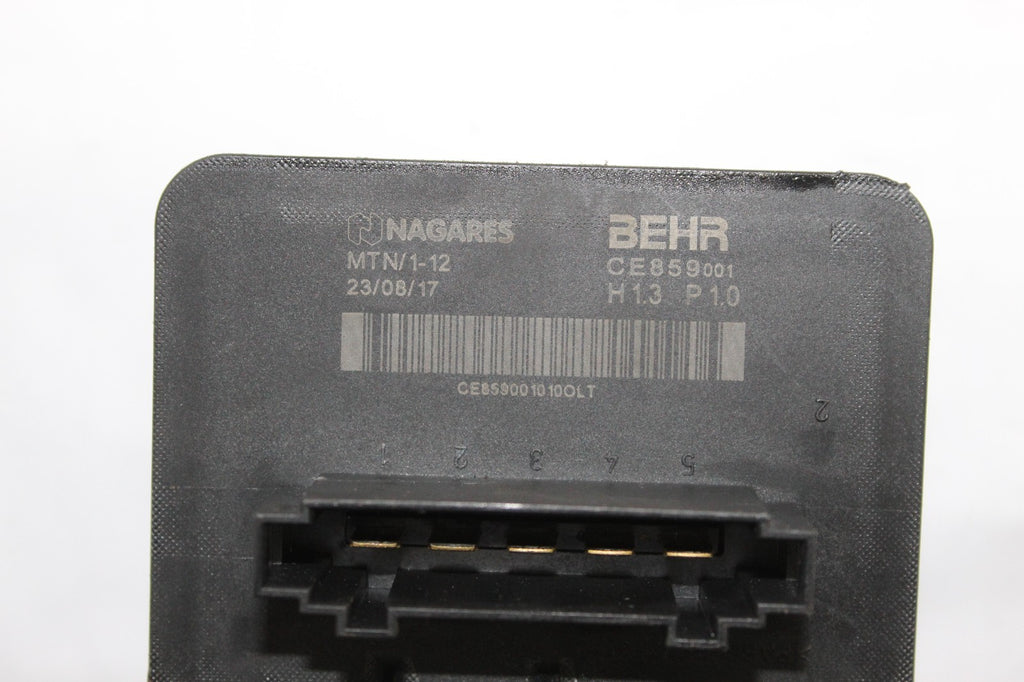 NAGARES BEHR
MTN/1-12 CE859001
23/08/17 H1.3 P1.0
CE8590010100LT
1 2 3 4 5
2